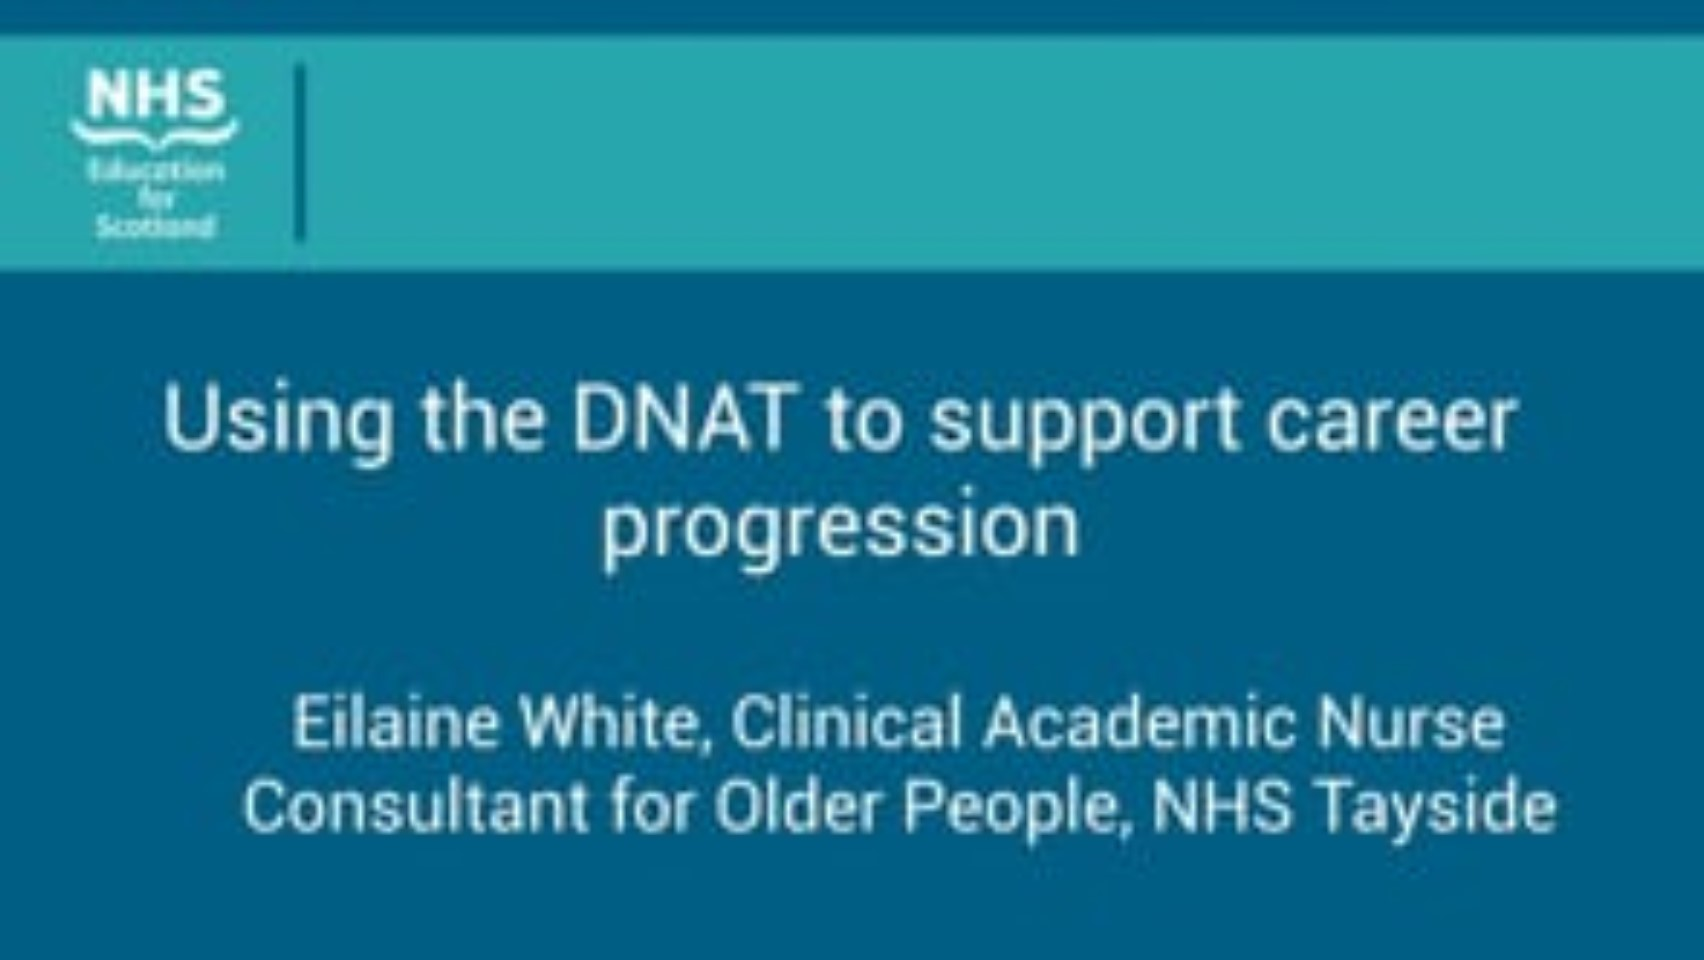 NHS
Education
for
Scotland
Using the DNAT to support career
progression
Eilaine White, Clinical Academic Nurse
Consultant for Older People, NHS Tayside